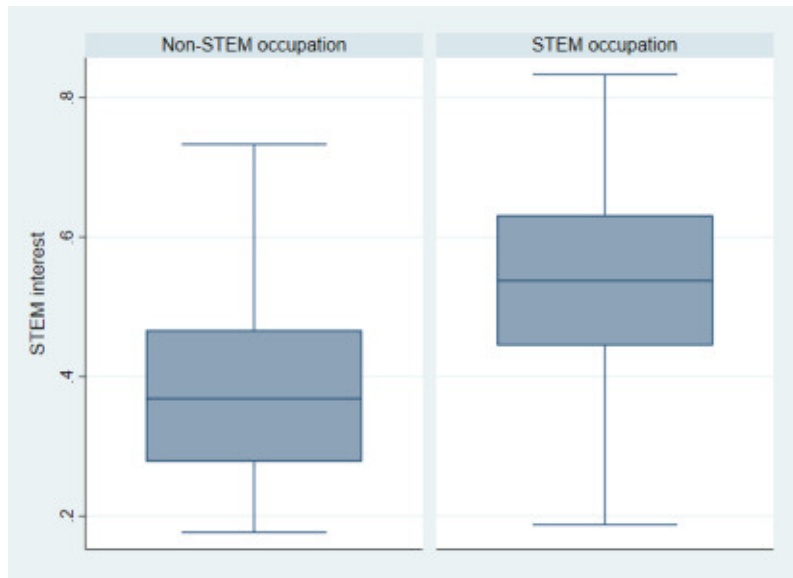 Non-STEM occupation
STEM occupation
STEM interest
.8
.6
.4
.2